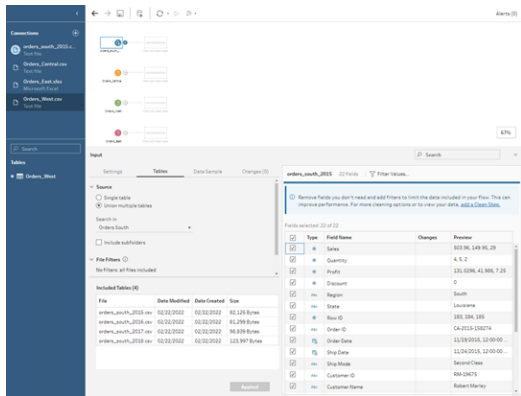 Alerts (0)
Connections
orders_south_2015.c...
Text file
Orders_Central.csv
Text file
Orders_East.xlsx
Microsoft Excel
Orders_West.csv
Text file
Search
Tables
Orders_West
67%
Input
Search
Settings
Tables
Data Sample
Changes (0)
Source
Single table
Union multiple tables
Search in
Orders South
Include subfolders
File Filters
No filters: all files included
Included Tables (4)
File Date Modified Date Created Size
orders_south_2015.csv 02/22/2022 02/22/2022 82,125 Bytes
orders_south_2016.csv 02/22/2022 02/22/2022 91,299 Bytes
orders_south_2017.csv 02/22/2022 02/22/2022
orders_south_2018.csv 02/22/2022 02/22/2022 123,997 Bytes
Applied
orders_south_2015 22 fields Filter Values...
Remove fields you don't need and add filters to limit the data included in your flow. This can
improve performance. For more cleaning options or to view your data, add a Clean Step.
Fields selected: 22 of 22
Type Field Name Changes Preview
Sales 503.96, 149.95, 29
Quantity 4, 5, 2
Profit 131.0296, 41.986, 7.25
Discount 0
Abc Region South
Abc State Louisiana
Row ID 183, 184, 185
Abc Order ID CA-2015-158274
Order Date 11/19/2015, 12:00:00 ...
Ship Date 11/24/2015, 12:00:00 ...
Abc Ship Mode Second Class
Abc Customer ID RM-19675
Abc Customer Name Robert Marley